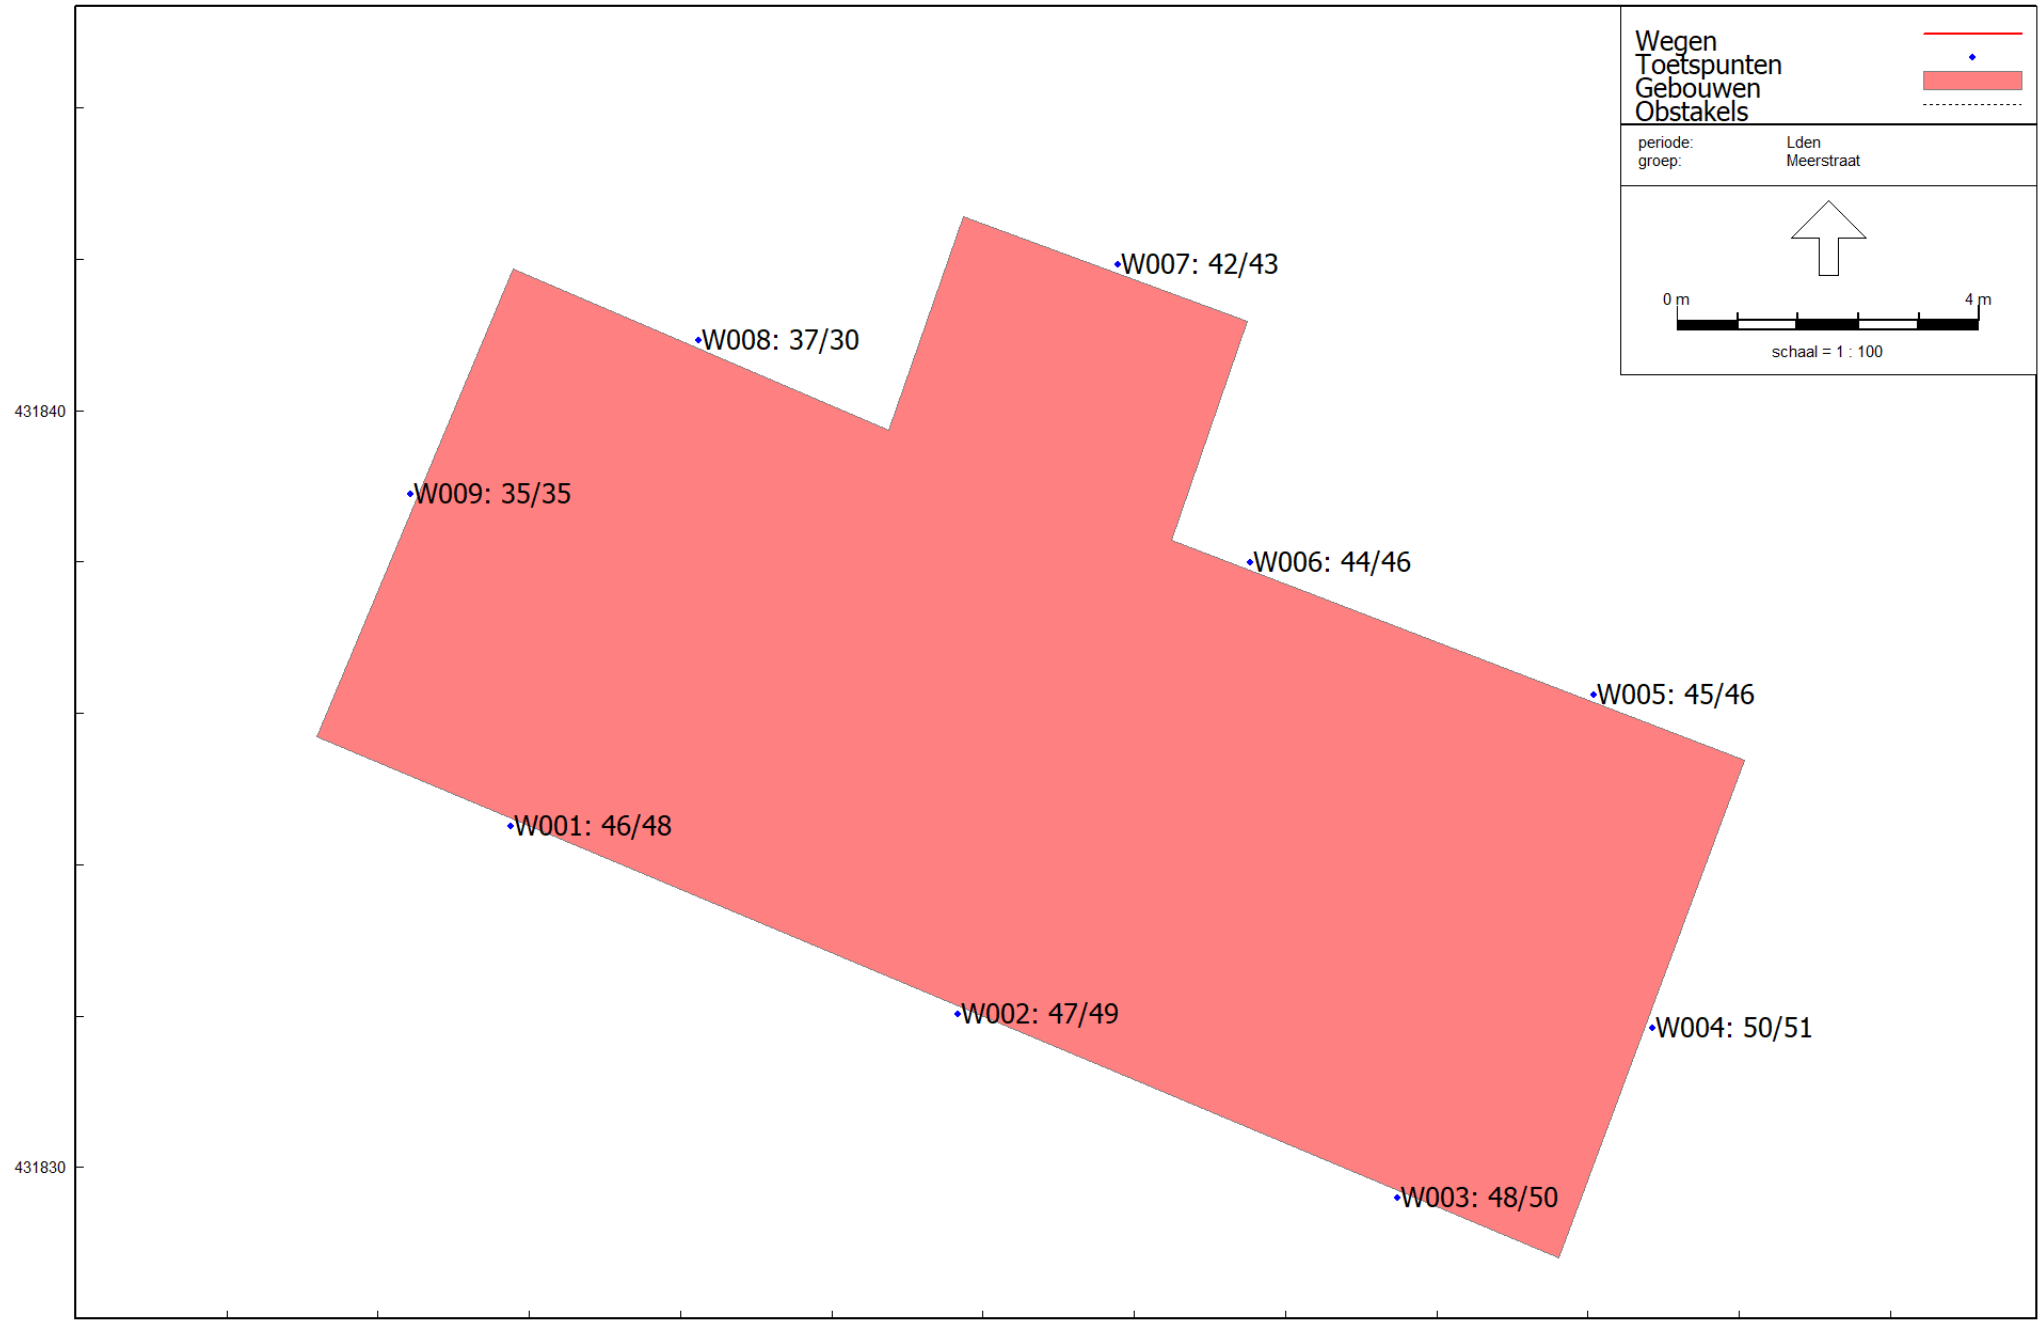 Wegen
Toetspunten
Gebouwen
Obstakels
periode: Lden
groep: Meerstraat
0 m 4 m
schaal = 1 : 100
W007: 42/43
W008: 37/30
431840
W009: 35/35
W006: 44/46
W005: 45/46
W001: 46/48
W002: 47/49
W004: 50/51
431830
W003: 48/50